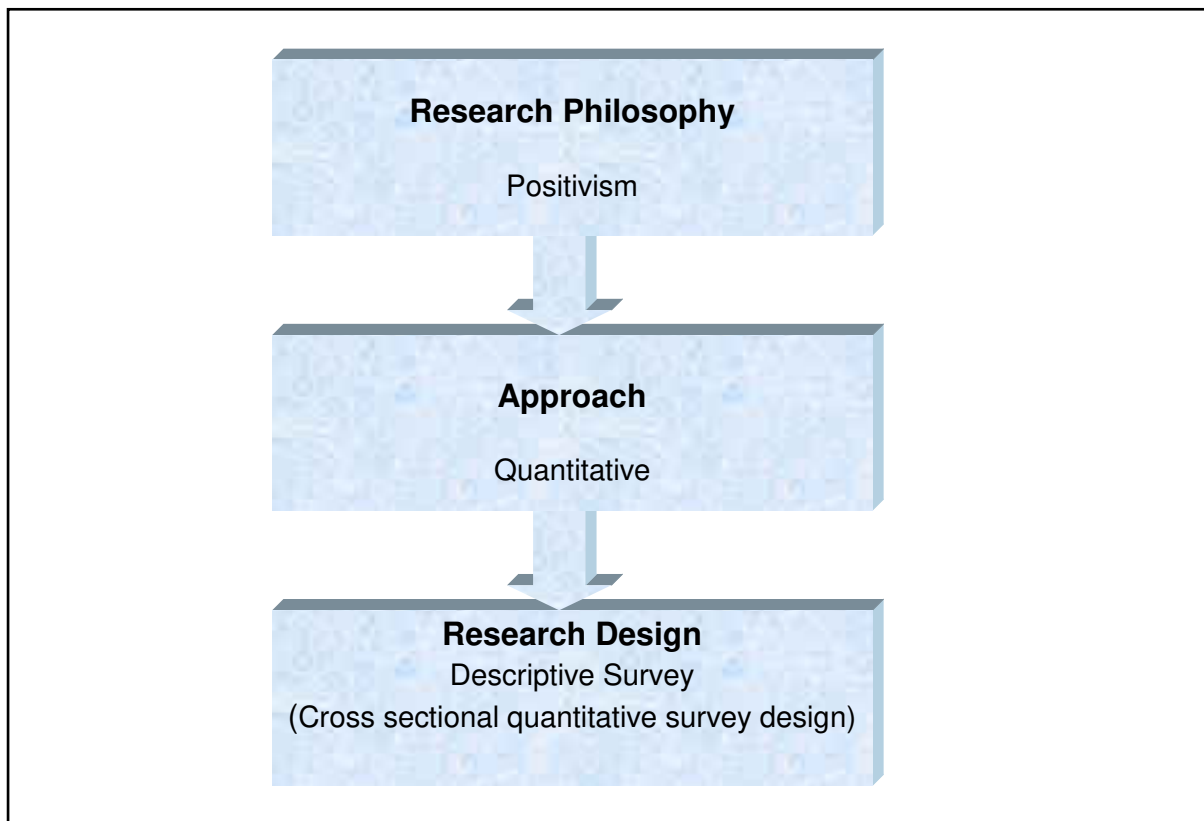 Research Philosophy
Positivism
Approach
Quantitative
Research Design
Descriptive Survey
(Cross sectional quantitative survey design)